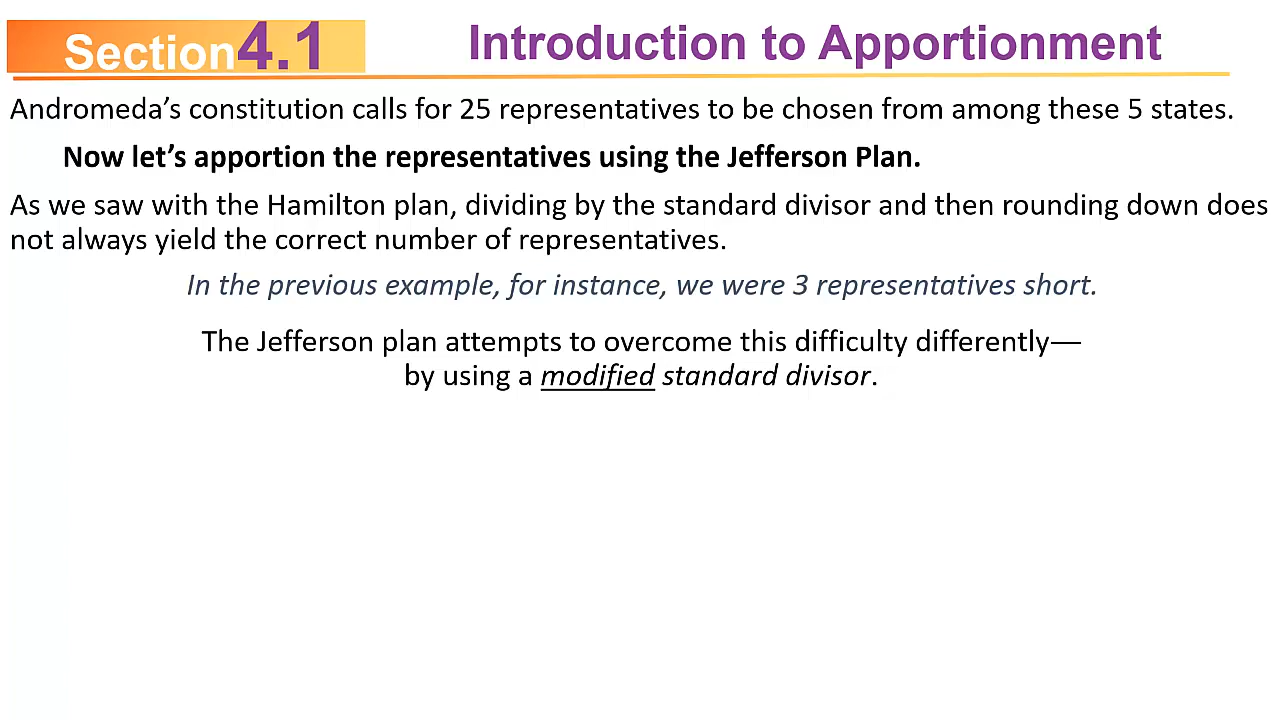 Section4.1
Introduction to Apportionment
Andromeda’s constitution calls for 25 representatives to be chosen from among these 5 states.
Now let’s apportion the representatives using the Jefferson Plan.
As we saw with the Hamilton plan, dividing by the standard divisor and then rounding down does
not always yield the correct number of representatives.
In the previous example, for instance, we were 3 representatives short.
The Jefferson plan attempts to overcome this difficulty differently—
by using a modified standard divisor.